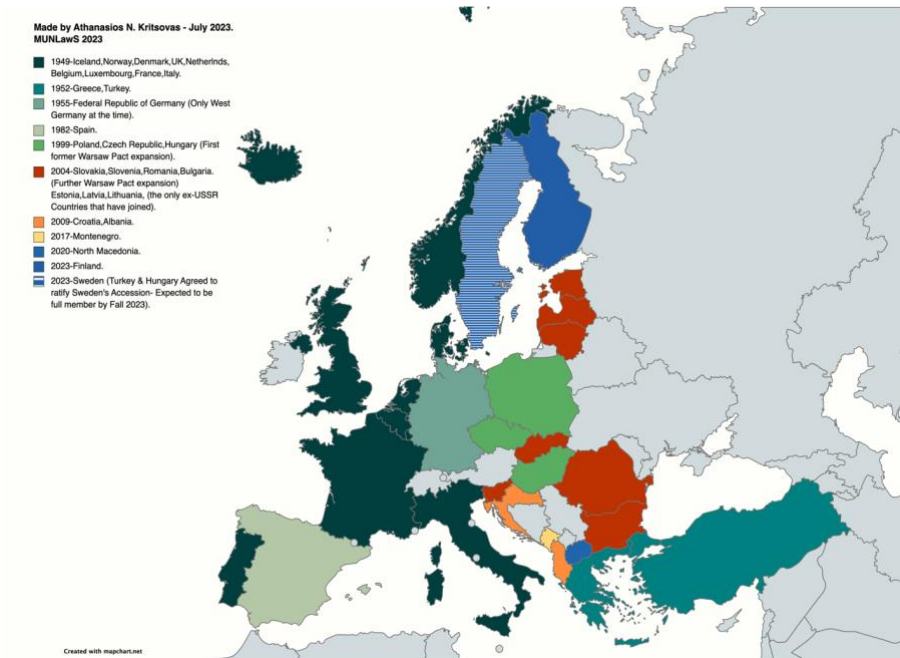 Made by Athanasios N. Kritsovas - July 2023.
MUNLawS 2023
1949-Iceland,Norway,Denmark,UK,Netherlnds,
Belgium,Luxembourg,France,Italy.
1952-Greece,Turkey.
1955-Federal Republic of Germany (Only West
Germany at the time).
1982-Spain.
1999-Poland,Czech Republic,Hungary (First
former Warsaw Pact expansion).
2004-Slovakia,Slovenia,Romania,Bulgaria.
(Further Warsaw Pact expansion)
Estonia,Latvia,Lithuania, (the only ex-USSR
Countries that have joined).
2009-Croatia,Albania.
2017-Montenegro.
2020-North Macedonia.
2023-Finland.
2023-Sweden (Turkey & Hungary Agreed to
ratify Sweden's Accession- Expected to be
full member by Fall 2023).
Created with mapchart.net